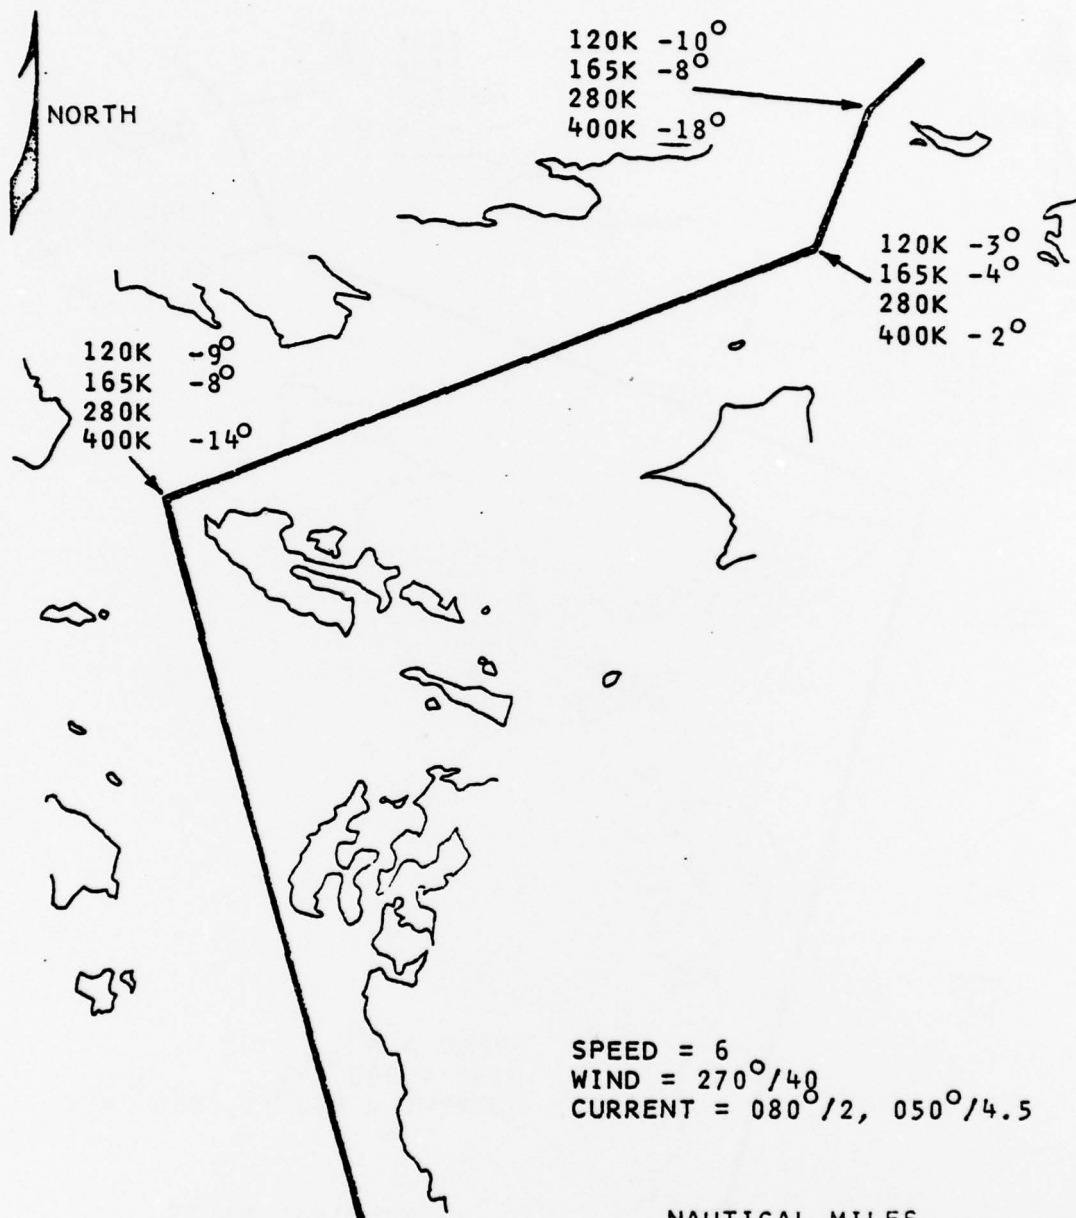 120K -10°
165K -8°
280K
400K -18°
NORTH
120K -3°
165K -4°
280K
400K -2°
120K -9°
165K -8°
280K
400K -14°
SPEED = 6
WIND = 270°/40
CURRENT = 080°/2, 050°/4.5
NAUTICAL MILES